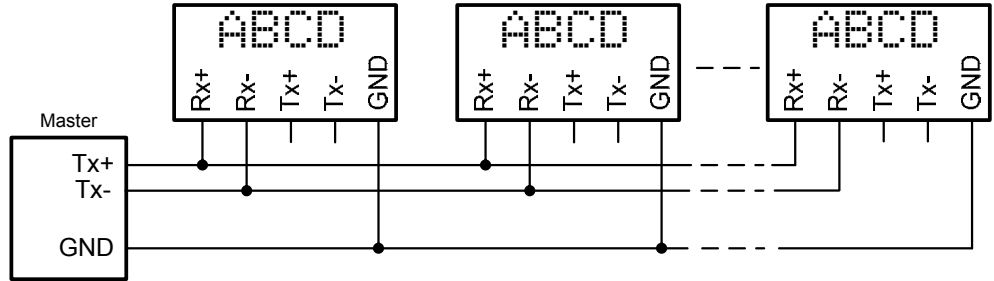 ABCD ABCD ABCD
Rx+ Rx- Tx+ Tx- GND Rx+ Rx- Tx+ Tx- GND Rx+ Rx- Tx+ Tx- GND
Master
Tx+
Tx-
GND